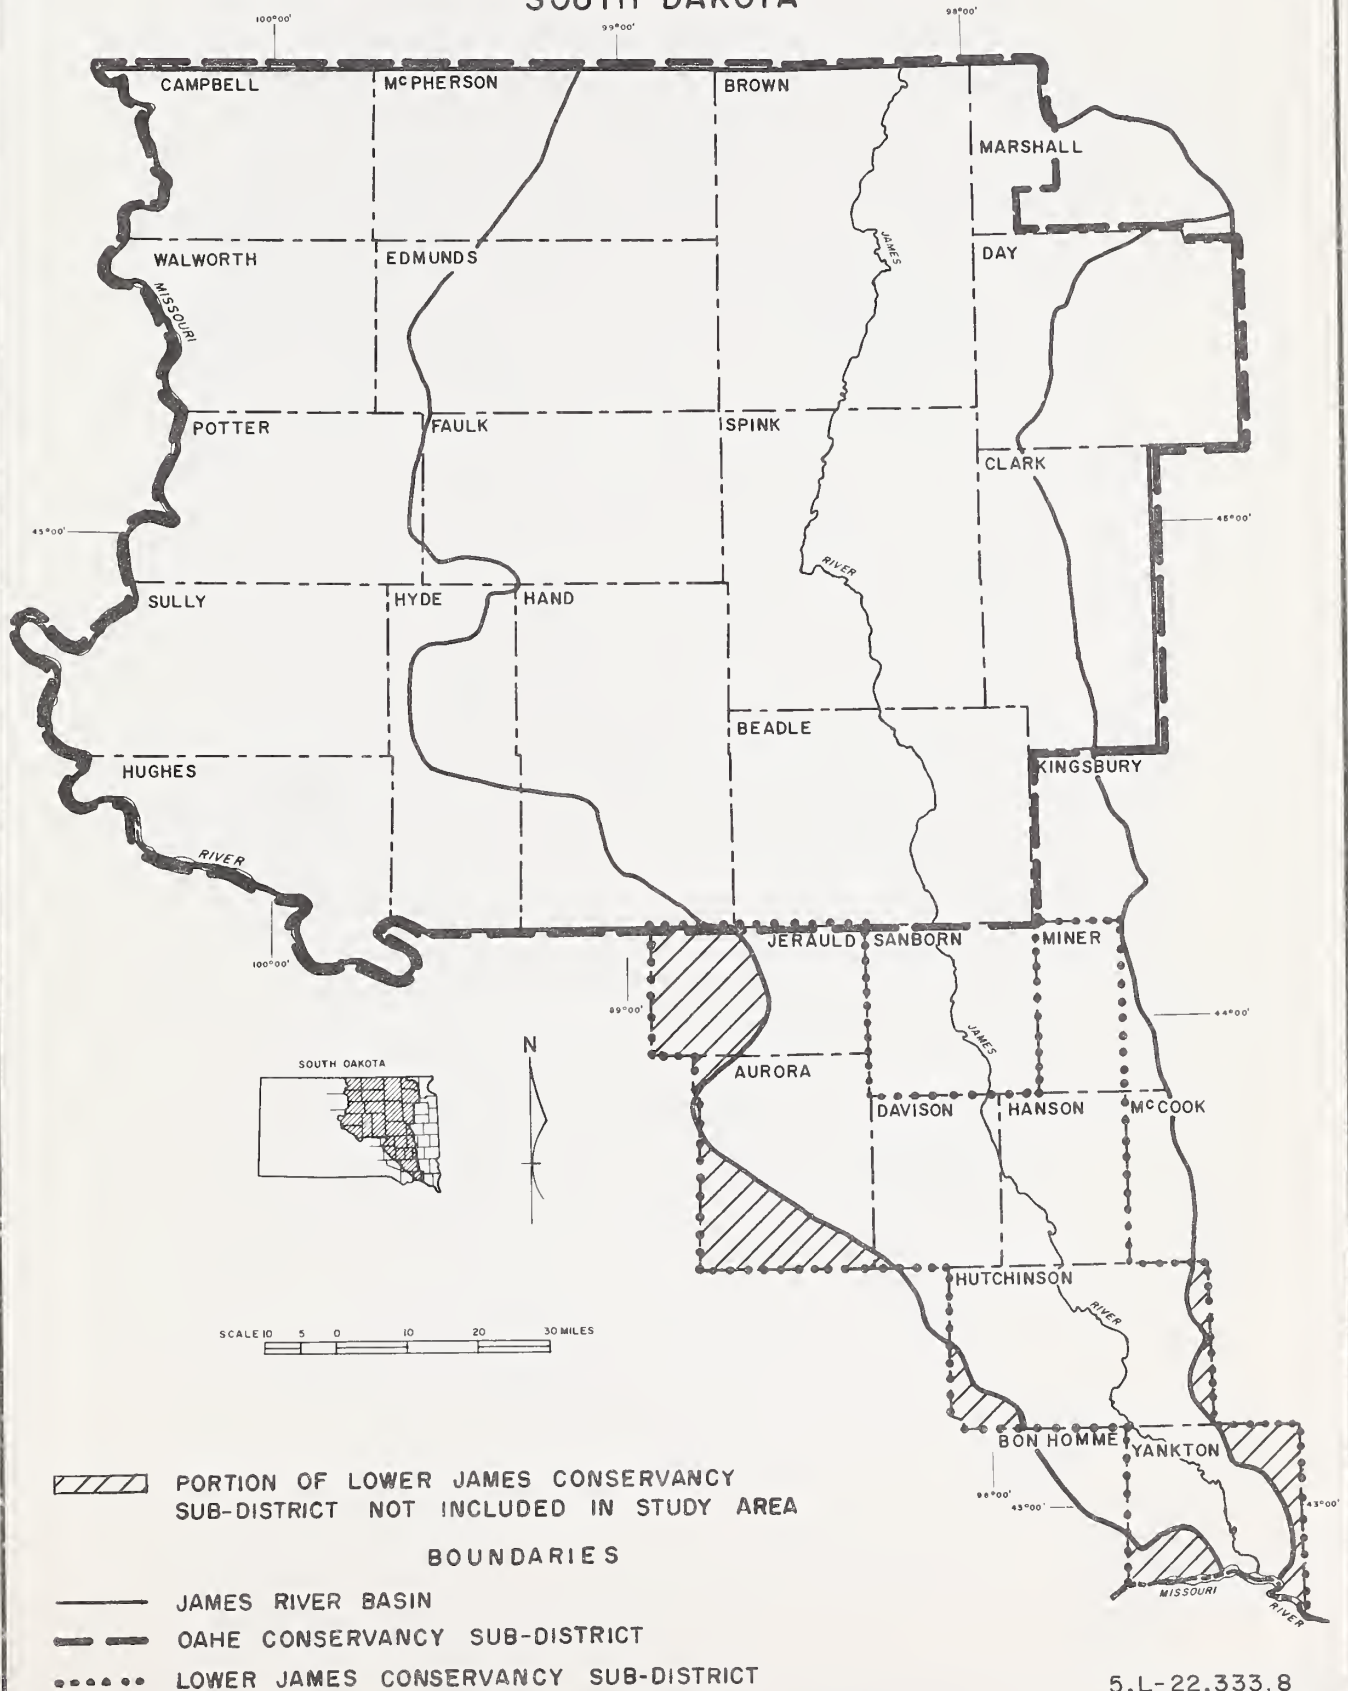 SOUTH DAKOTA
100°00'
99°00'
98°00'
CAMPBELL
McPHERSON
BROWN
MARSHALL
WALWORTH
EDMUNDS
JAMES
DAY
MISSOURI
POTTER
FAULK
SPINK
CLARK
45°00'
45°00'
RIVER
SULLY
HYDE
HAND
BEADLE
HUGHES
KINGSBURY
RIVER
JERAULD
SANBORN
MINER
100°00'
99°00'
44°00'
JAMES
N
SOUTH DAKOTA
AURORA
DAVISON
HANSON
McCOOK
HUTCHINSON
RIVER
SCALE 10 5 0 10 20 30 MILES
BON HOMME
YANKTON
98°00'
43°00'
43°00'
MISSOURI
RIVER
PORTION OF LOWER JAMES CONSERVANCY
SUB-DISTRICT NOT INCLUDED IN STUDY AREA
BOUNDARIES
JAMES RIVER BASIN
OAHE CONSERVANCY SUB-DISTRICT
LOWER JAMES CONSERVANCY SUB-DISTRICT
5,L-22,333.8